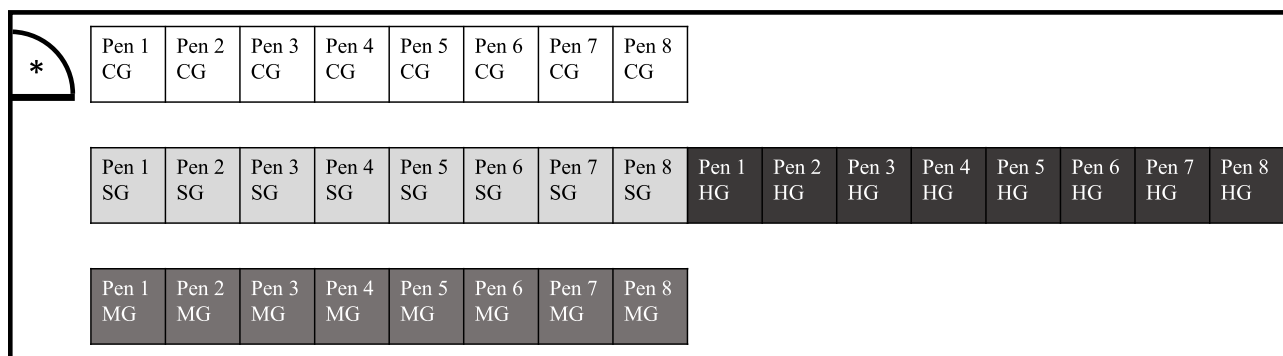 *
Pen 1 Pen 2 Pen 3 Pen 4 Pen 5 Pen 6 Pen 7 Pen 8
CG CG CG CG CG CG CG CG
Pen 1 Pen 2 Pen 3 Pen 4 Pen 5 Pen 6 Pen 7 Pen 8 Pen 1 Pen 2 Pen 3 Pen 4 Pen 5 Pen 6 Pen 7 Pen 8
SG SG SG SG SG SG SG SG HG HG HG HG HG HG HG HG
Pen 1 Pen 2 Pen 3 Pen 4 Pen 5 Pen 6 Pen 7 Pen 8
MG MG MG MG MG MG MG MG